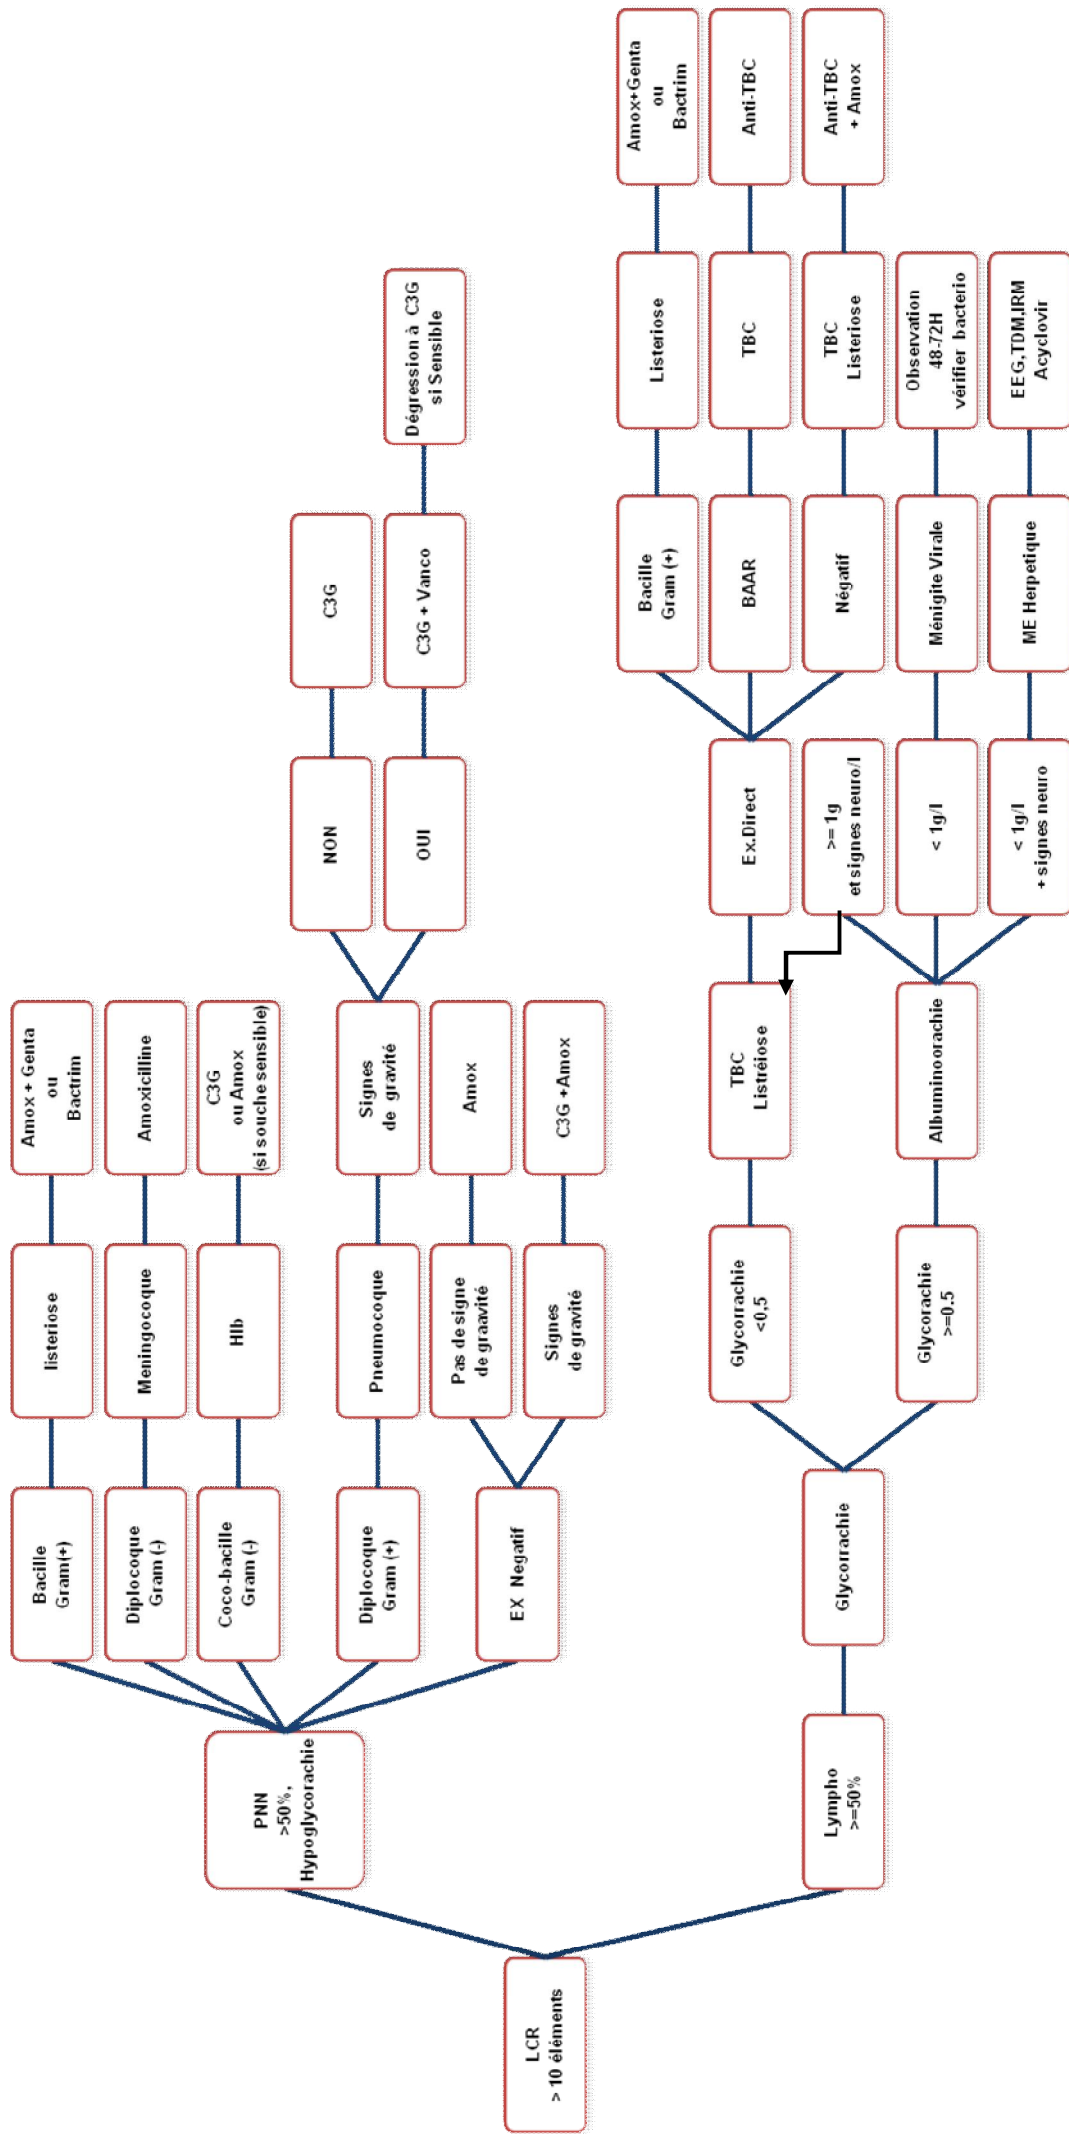 LCR
> 10 éléments
PNN
>50%,
Hypoglycorachie
Bacille
Gram(+)
listeriose
Amox + Genta
ou
Bactrim
Diplocoque
Gram (-)
Meningocoque
Amoxicilline
Coco-bacille
Gram (-)
HIb
C3G
ou Amox
(si souche sensible)
Diplocoque
Gram (+)
Pneumocoque
Signes
de gravité
NON
C3G
OUI
C3G + Vanco
Dégression à C3G
si Sensible
EX Negatif
Pas de signe
de graavité
Amox
Signes
de gravité
C3G +Amox
Lympho
>=50%
Glycorrachie
Glycorrachie
<0,5
TBC
Listréiose
Ex.Direct
Bacille
Gram (+)
Listeriose
Amox+Genta
ou
Bactrim
BAAR
TBC
Anti-TBC
Négatif
TBC
Listeriose
Anti-TBC
+ Amox
Glycorachie
>=0.5
Albuminoorachie
>= 1g
et signes neuro/l
< 1g/l
Ménigite Virale
Observation
48-72H
vérifier bacterio
< 1g/l
+ signes neuro
ME Herpetique
EEG,TDM,IRM
Acyclovir